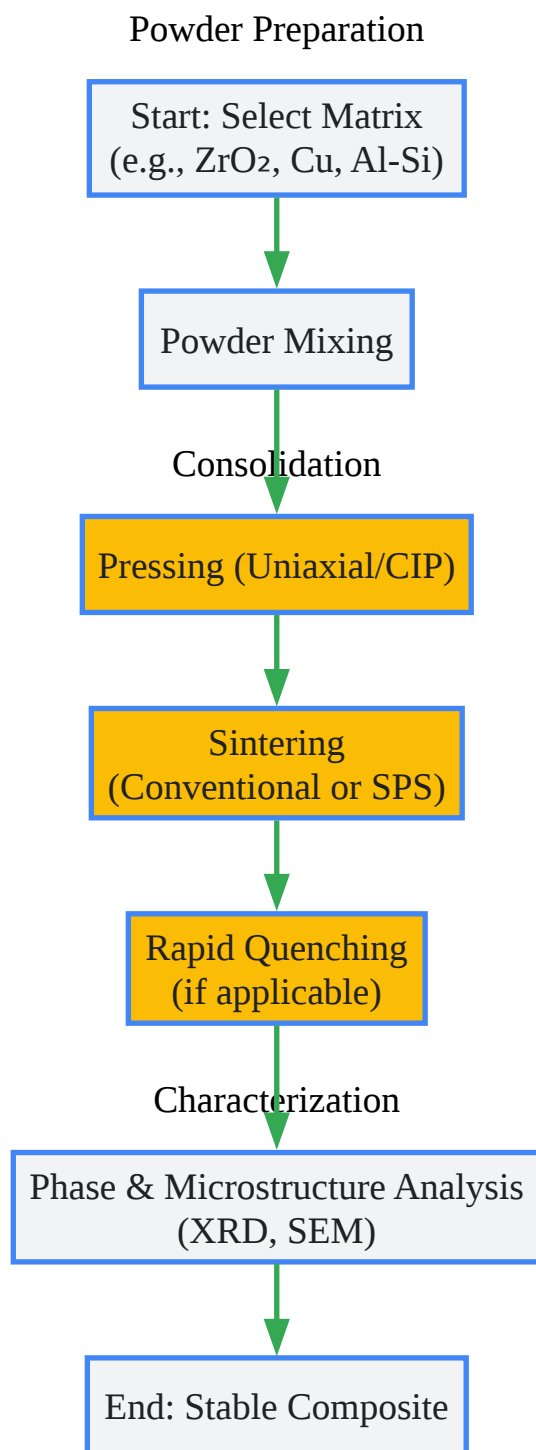 Powder Preparation
Start: Select Matrix
(e.g., ZrO₂, Cu, Al-Si)
Powder Mixing
Consolidation
Pressing (Uniaxial/CIP)
Sintering
(Conventional or SPS)
Rapid Quenching
(if applicable)
Characterization
Phase & Microstructure Analysis
(XRD, SEM)
End: Stable Composite